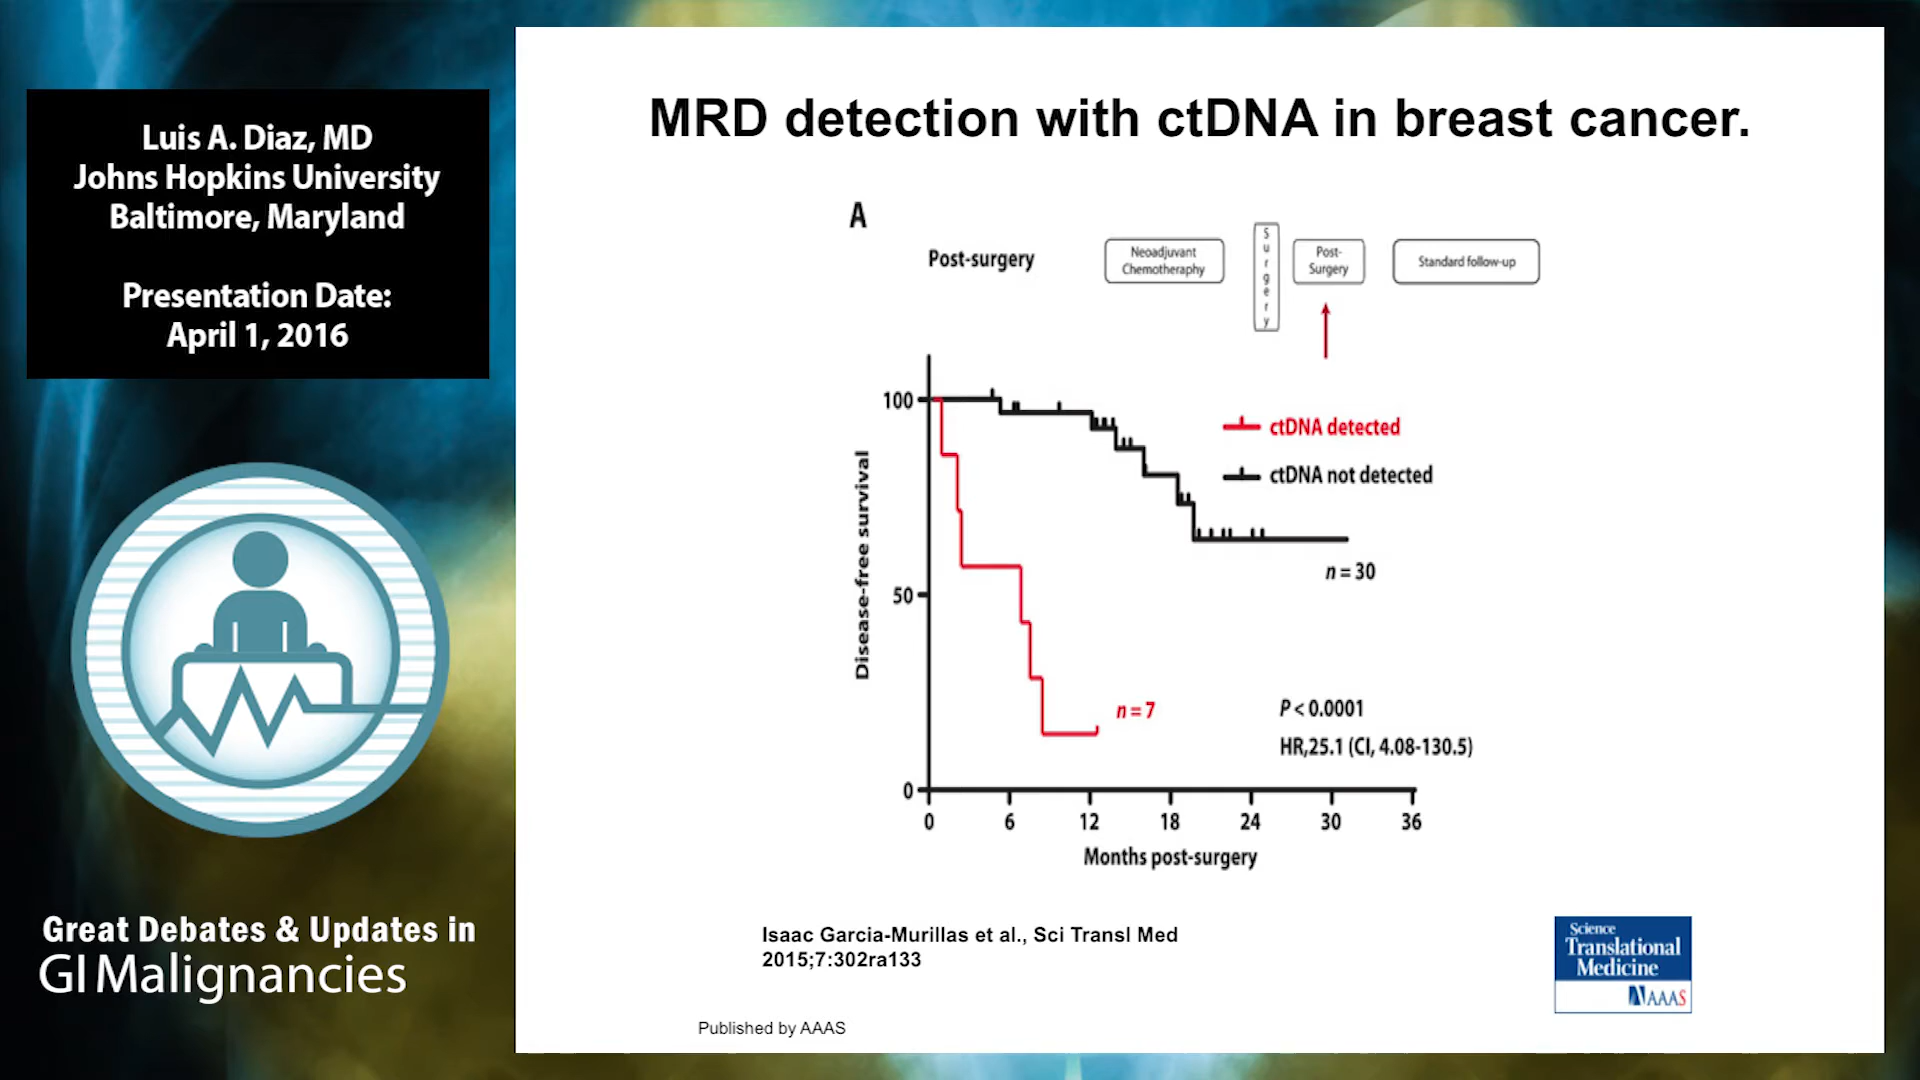 Luis A. Diaz, MD
Johns Hopkins University
Baltimore, Maryland
Presentation Date:
April 1, 2016
Great Debates & Updates in
GI Malignancies
MRD detection with ctDNA in breast cancer.
A
Post-surgery
Neoadjuvant
Chemotheraphy
Surgery
Post-
Surgery
Standard follow-up
100
50
0
Disease-free survival
ctDNA detected
ctDNA not detected
n = 30
n = 7
P < 0.0001
HR,25.1 (CI, 4.08-130.5)
0 6 12 18 24 30 36
Months post-surgery
Isaac Garcia-Murillas et al., Sci Transl Med
2015;7:302ra133
Science
Translational
Medicine
AAAS
Published by AAAS